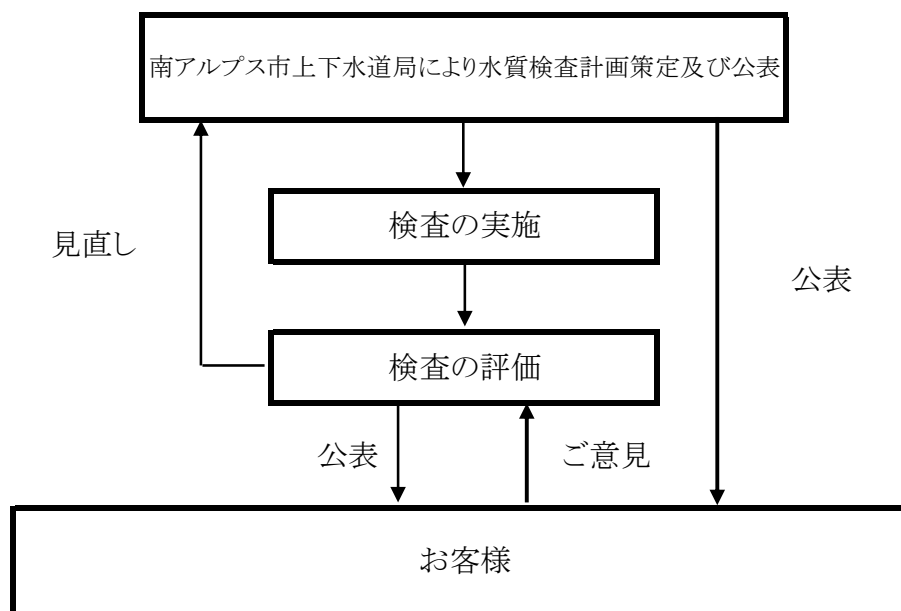 南アルプス市上下水道局により水質検査計画策定及び公表
検査の実施
見直し
公表
検査の評価
公表
ご意見
お客様